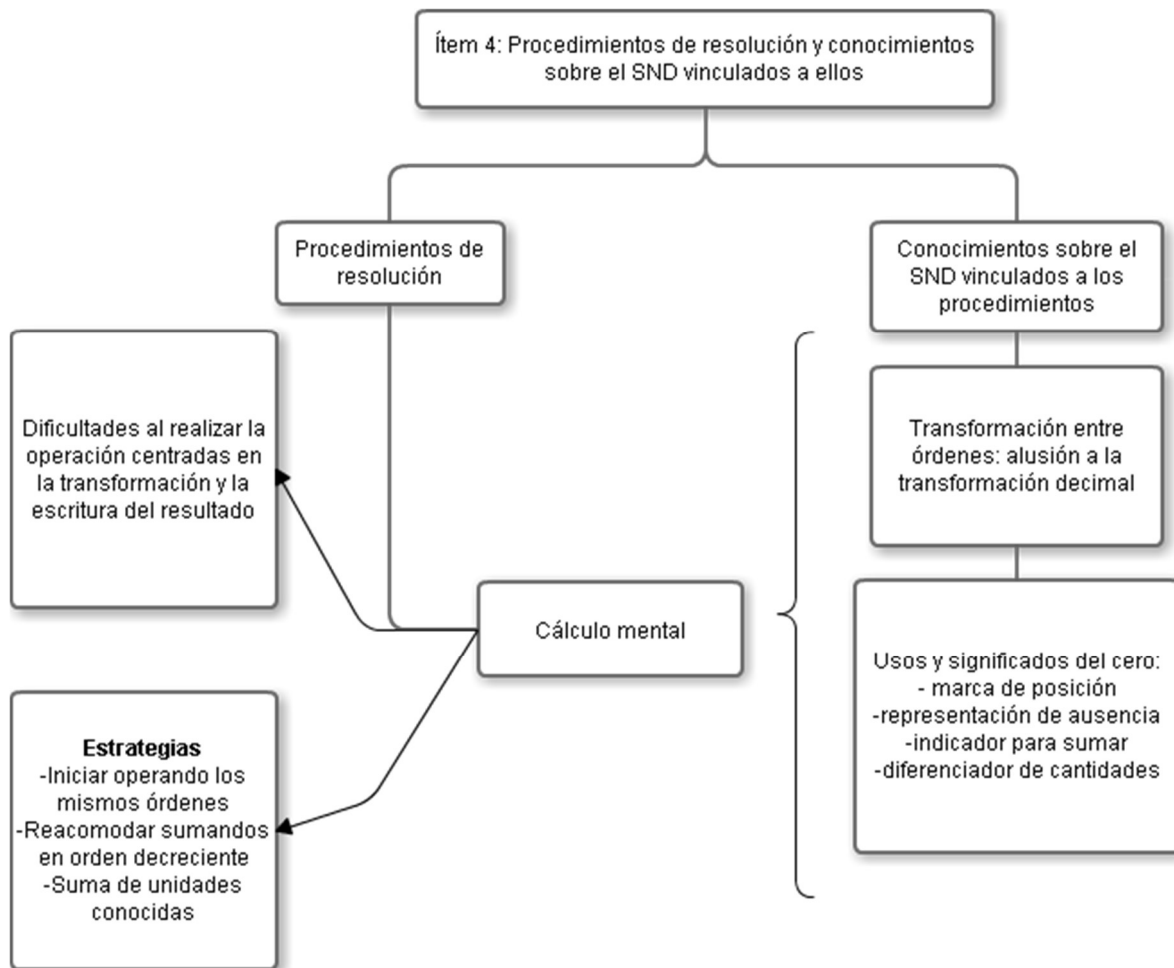 Ítem 4: Procedimientos de resolución y conocimientos
sobre el SND vinculados a ellos
Procedimientos de
resolución
Conocimientos sobre el
SND vinculados a los
procedimientos
Dificultades al realizar la
operación centradas en
la transformación y la
escritura del resultado
Transformación entre
órdenes: alusión a la
transformación decimal
Cálculo mental
Usos y significados del cero:
- marca de posición
-representación de ausencia
-indicador para sumar
-diferenciador de cantidades
Estrategias
-Iniciar operando los
mismos órdenes
-Reacomodar sumandos
en orden decreciente
-Suma de unidades
conocidas